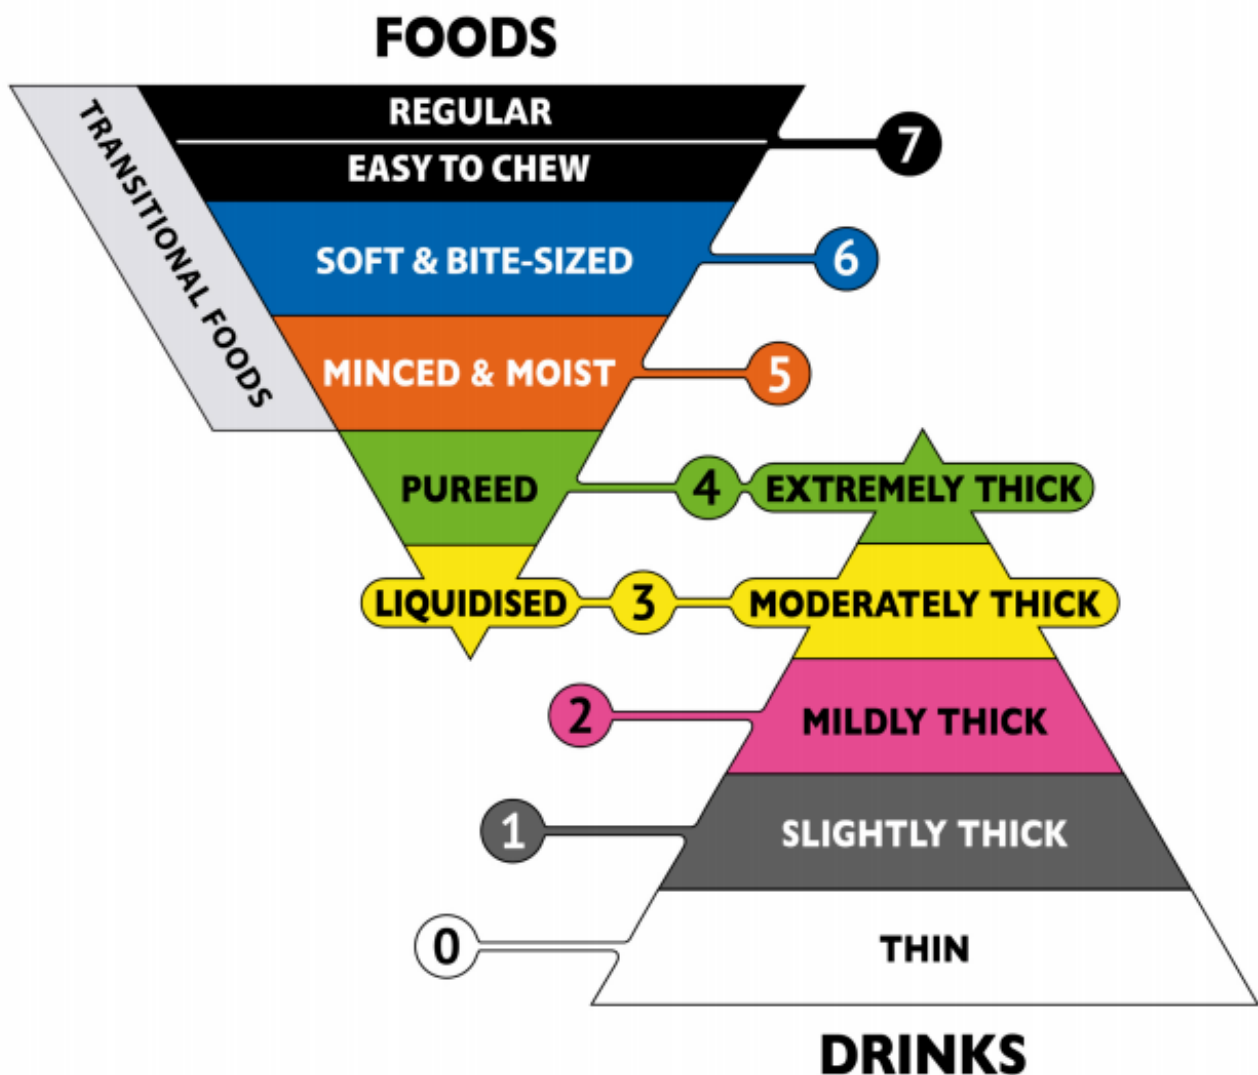 FOODS
TRANSITIONAL FOODS
REGULAR
7
EASY TO CHEW
SOFT & BITE-SIZED
6
MINCED & MOIST
5
PUREED
4
EXTREMELY THICK
LIQUIDISED
3
MODERATELY THICK
2
MILDLY THICK
1
SLIGHTLY THICK
0
THIN
DRINKS